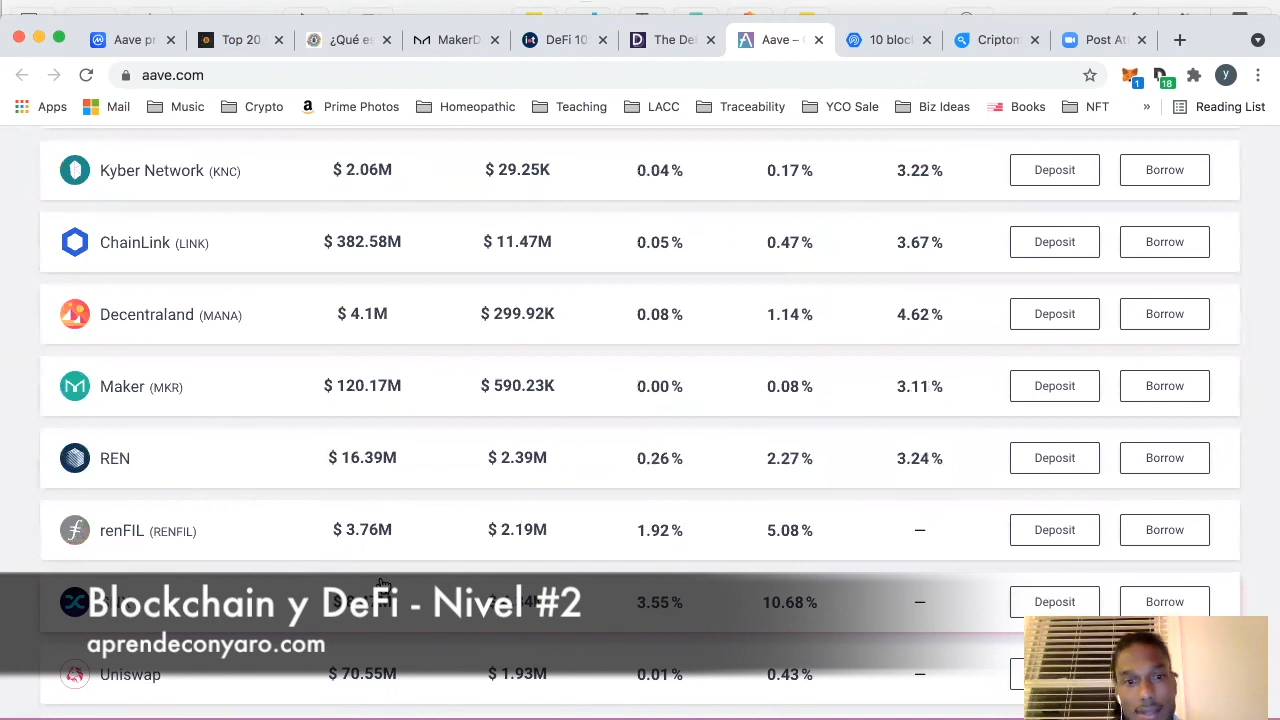 Aave pr
Top 20
¿Qué es
MakerD
DeFi 10
The De
Aave –
10 bloc
Criptom
Post At
aave.com
1
18
y
Apps
Mail
Music
Crypto
Prime Photos
Homeopathic
Teaching
LACC
Traceability
YCO Sale
Biz Ideas
Books
NFT
»
Reading List
Kyber Network (KNC) $ 2.06M $ 29.25K 0.04 % 0.17 % 3.22 % Deposit Borrow
ChainLink (LINK) $ 382.58M $ 11.47M 0.05 % 0.47 % 3.67 % Deposit Borrow
Decentraland (MANA) $ 4.1M $ 299.92K 0.08 % 1.14 % 4.62 % Deposit Borrow
Maker (MKR) $ 120.17M $ 590.23K 0.00 % 0.08 % 3.11 % Deposit Borrow
REN $ 16.39M $ 2.39M 0.26 % 2.27 % 3.24 % Deposit Borrow
renFIL (RENFIL) $ 3.76M $ 2.19M 1.92 % 5.08 % — Deposit Borrow
3.55 % 10.68 % — Deposit Borrow
Blockchain y DeFi - Nivel #2
aprendeconyaro.com
Uniswap $ 70.55M $ 1.93M 0.01 % 0.43 % —